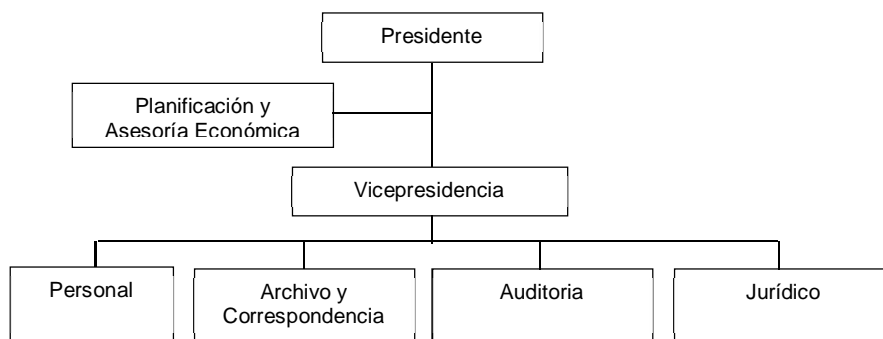 Presidente
Planificación y
Asesoría Económica
Vicepresidencia
Personal
Archivo y
Correspondencia
Auditoria
Jurídico